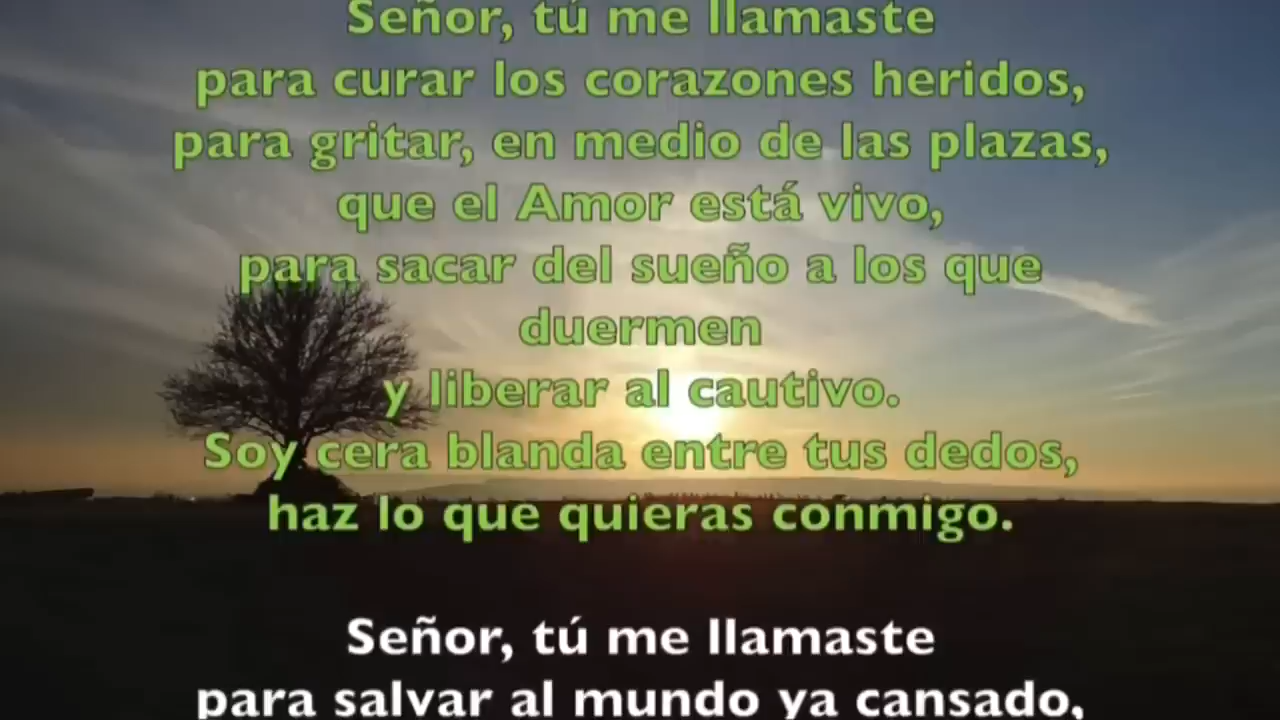 Señor, tú me llamaste
para curar los corazones heridos,
para gritar, en medio de las plazas,
que el Amor está vivo,
para sacar del sueño a los que
duermen
y liberar al cautivo.
Soy cera blanda entre tus dedos,
haz lo que quieras conmigo.
Señor, tú me llamaste
para salvar al mundo ya cansado,